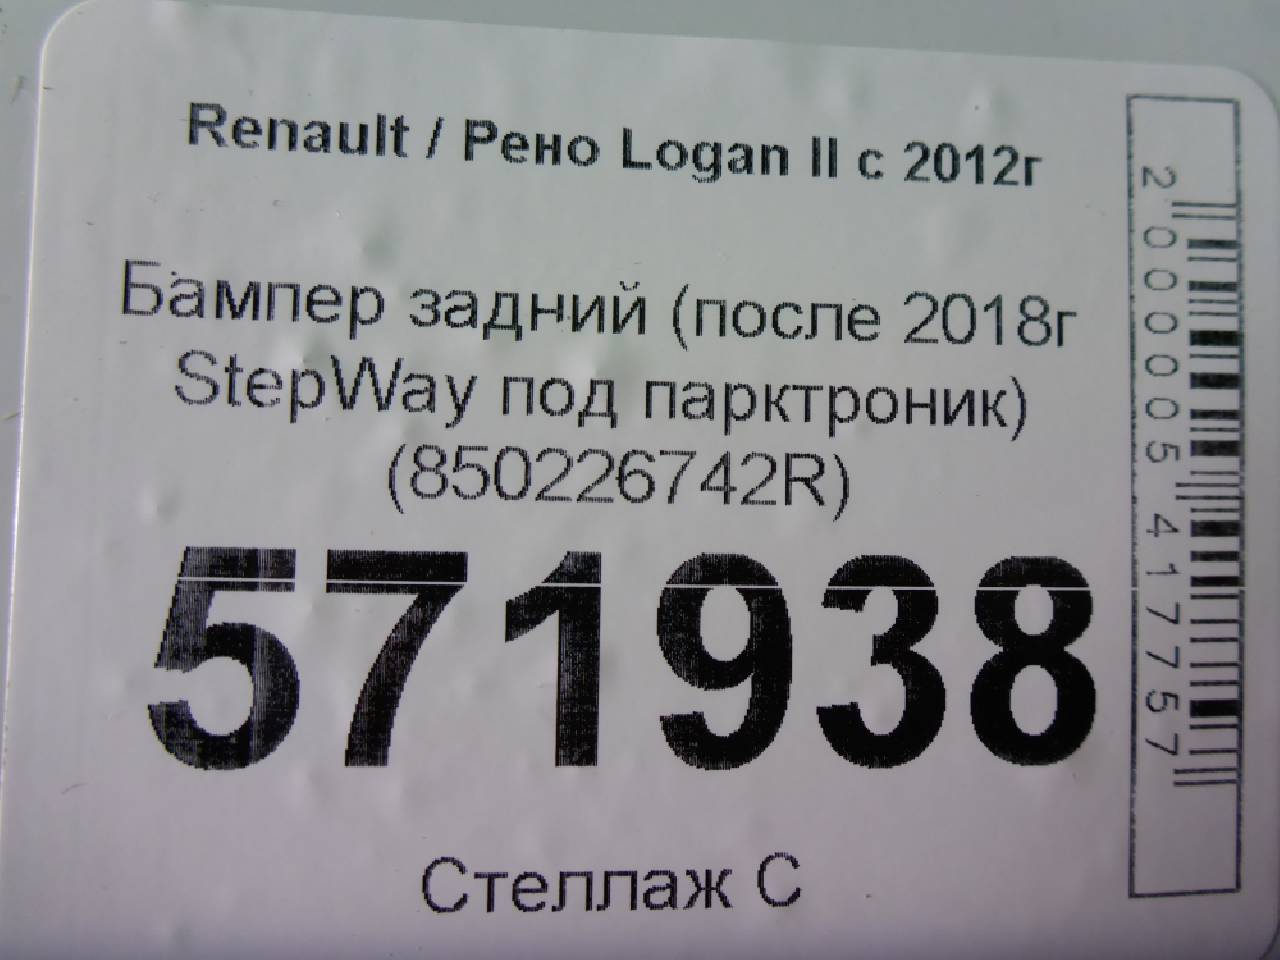 Renault / Рено Logan II с 2012г
Бампер задний (после 2018г
StepWay под парктроник)
(850226742R)
571938
Стеллаж С
2000005417757